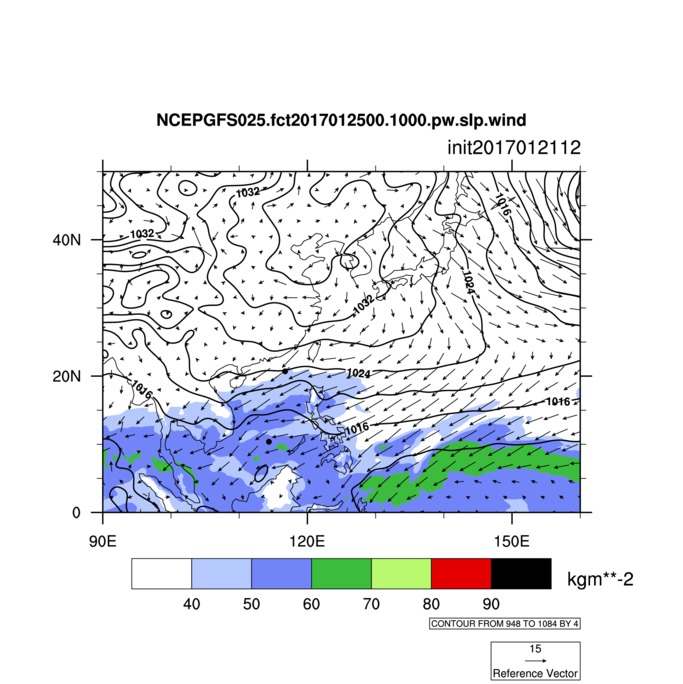 NCEPGFS025.fct2017012500.1000.pw.slp.wind
init2017012112
1032
1016
1032
40N
1024
1032
1024
20N
1016
1016
1016
0
90E
120E
150E
kgm**-2
40
50
60
70
80
90
CONTOUR FROM 948 TO 1084 BY 4
15
Reference Vector